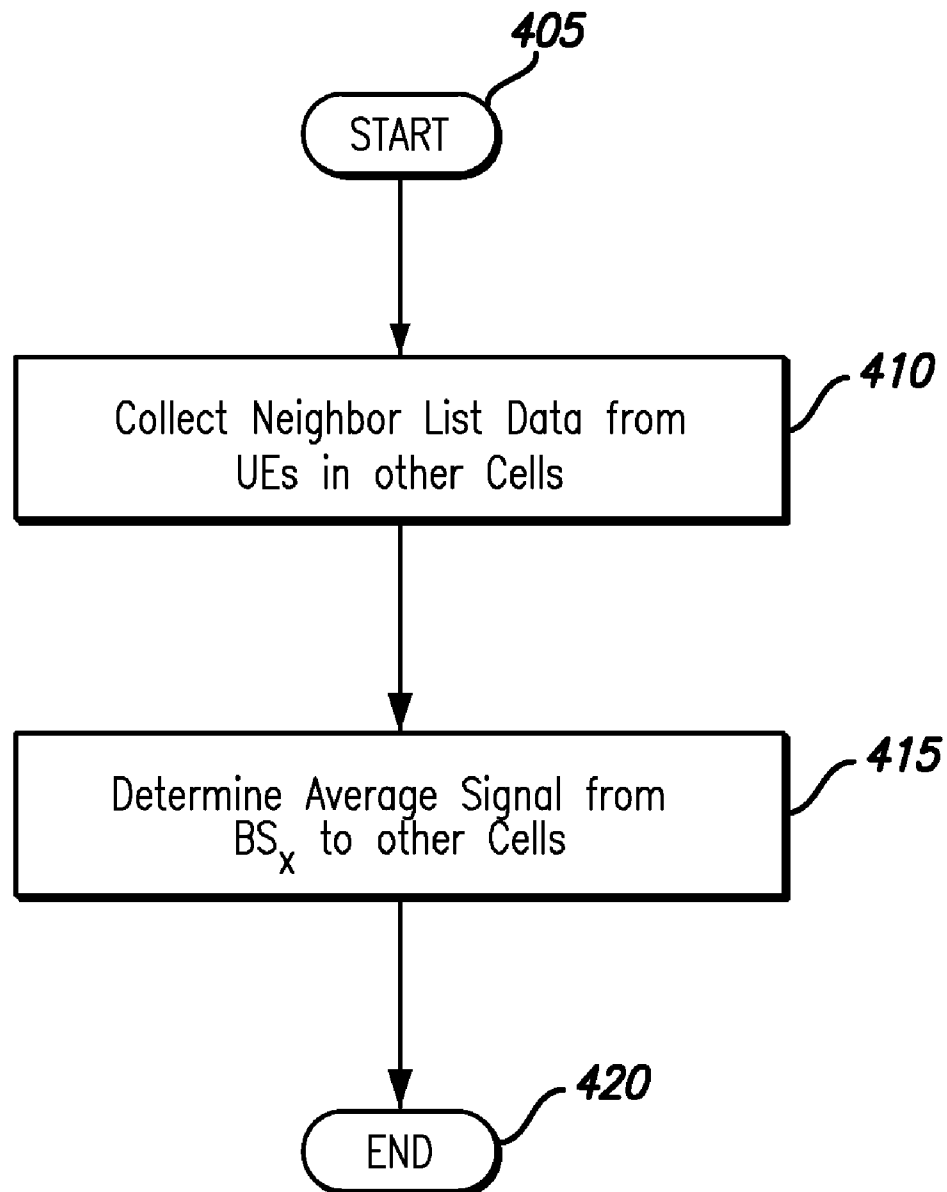 405
START
410
Collect Neighbor List Data from
UEs in other Cells
415
Determine Average Signal from
BSx to other Cells
420
END